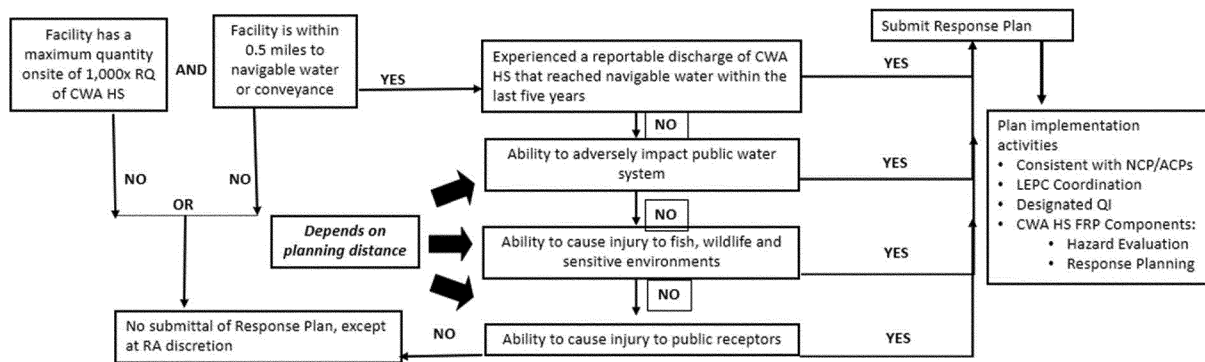 Facility has a
maximum quantity
onsite of 1,000x RQ
of CWA HS
AND
Facility is within
0.5 miles to
navigable water
or conveyance
YES
Experienced a reportable discharge of CWA
HS that reached navigable water within the
last five years
YES
Submit Response Plan
NO
Ability to adversely impact public water
system
YES
Plan implementation
activities
• Consistent with NCP/ACPs
• LEPC Coordination
• Designated QI
• CWA HS FRP Components:
• Hazard Evaluation
• Response Planning
NO
NO
OR
Depends on
planning distance
NO
Ability to cause injury to fish, wildlife and
sensitive environments
YES
NO
No submittal of Response Plan, except
at RA discretion
NO
Ability to cause injury to public receptors
YES